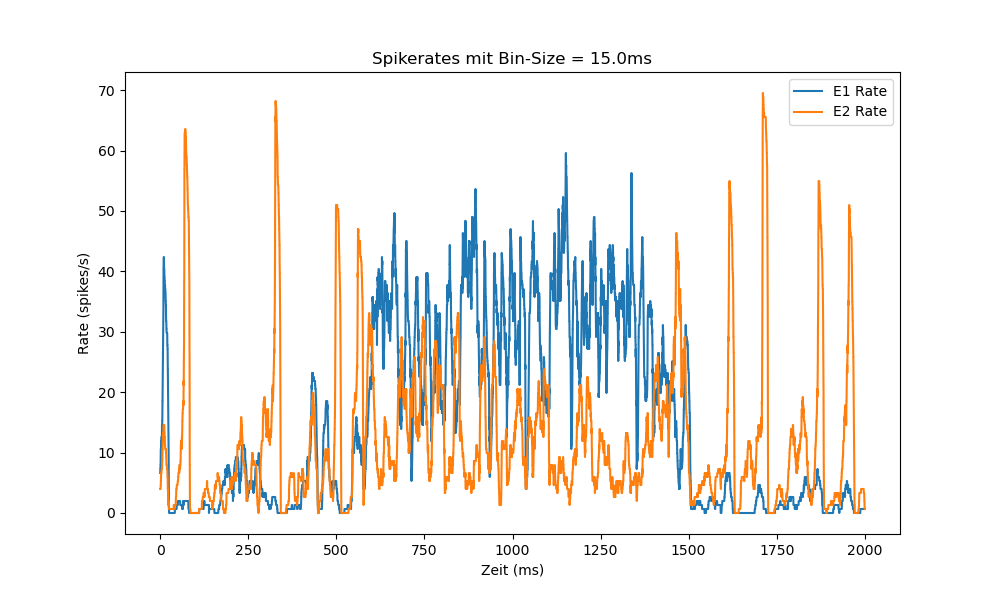 Spikerates mit Bin-Size = 15.0ms
E1 Rate
E2 Rate
70
60
50
40
30
20
10
0
Rate (spikes/s)
0 250 500 750 1000 1250 1500 1750 2000
Zeit (ms)